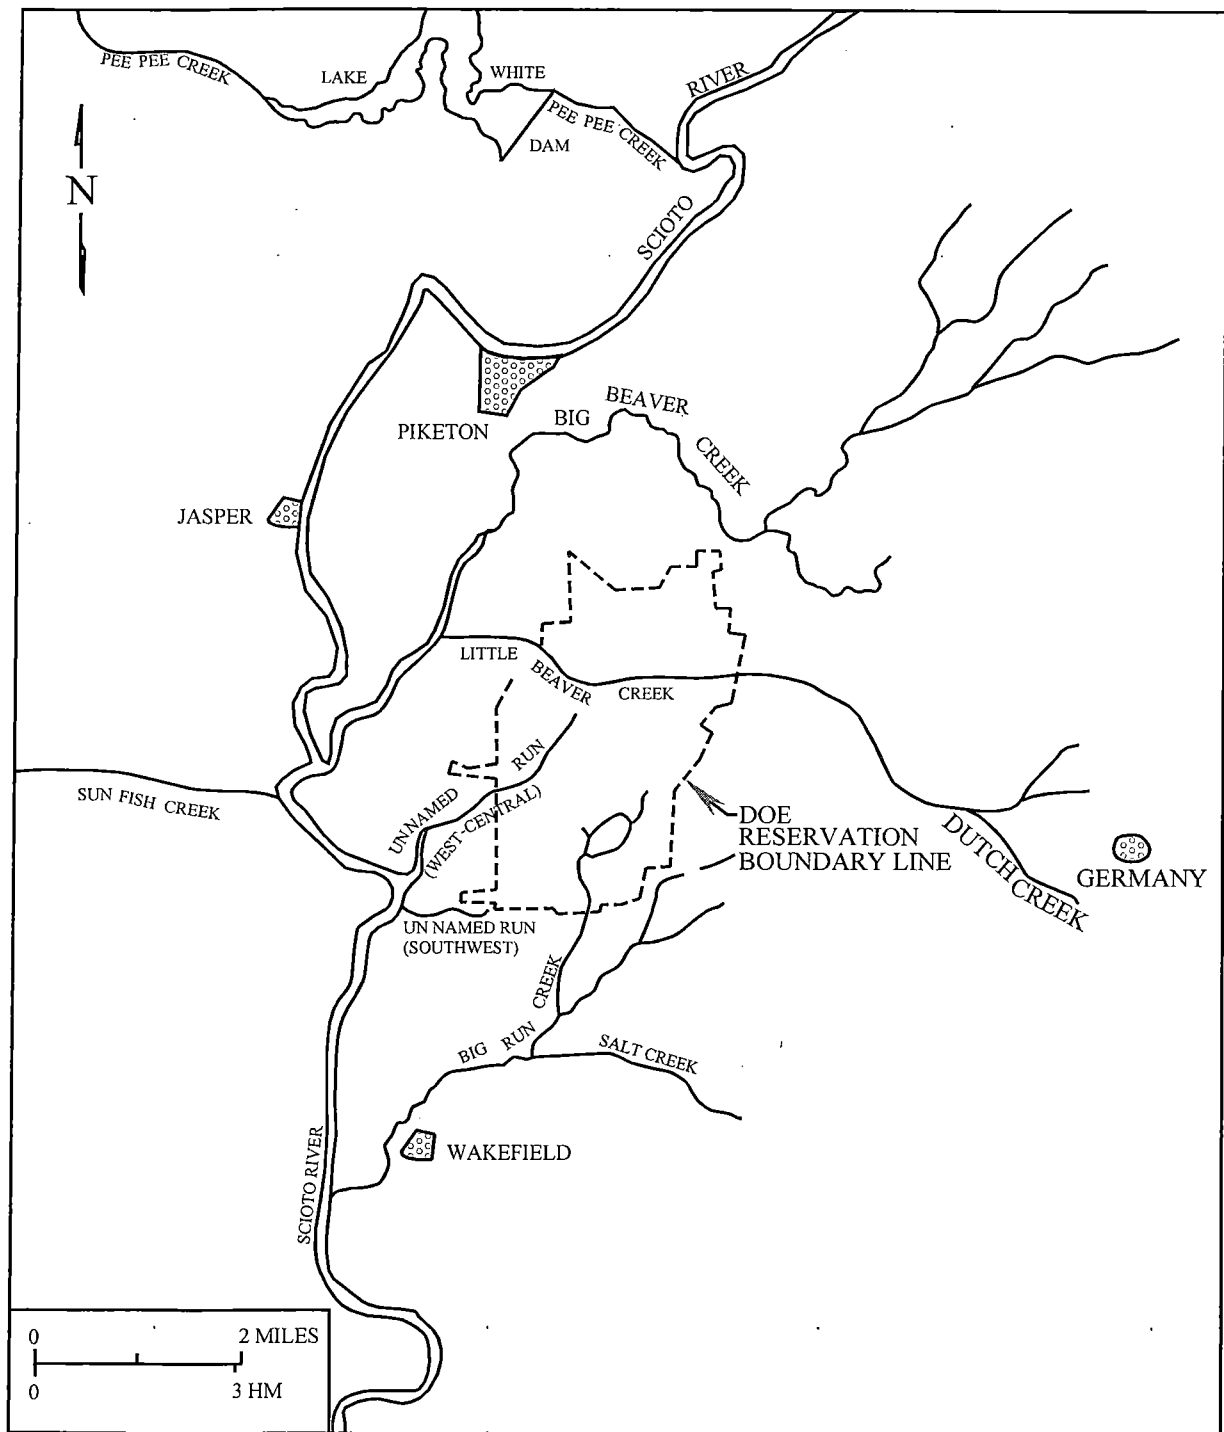 PEE PEE CREEK
LAKE
WHITE
DAM
PEE PEE CREEK
RIVER
N
SCIOTO
PIKETON
BIG BEAVER CREEK
JASPER
LITTLE BEAVER CREEK
UN NAMED RUN
(WEST-CENTRAL)
SUN FISH CREEK
DOE
RESERVATION
BOUNDARY LINE
DUTCH CREEK
GERMANY
UN NAMED RUN
(SOUTHWEST)
BIG RUN CREEK
SALT CREEK
WAKEFIELD
SCIOTO RIVER
0 2 MILES
0 3 HM